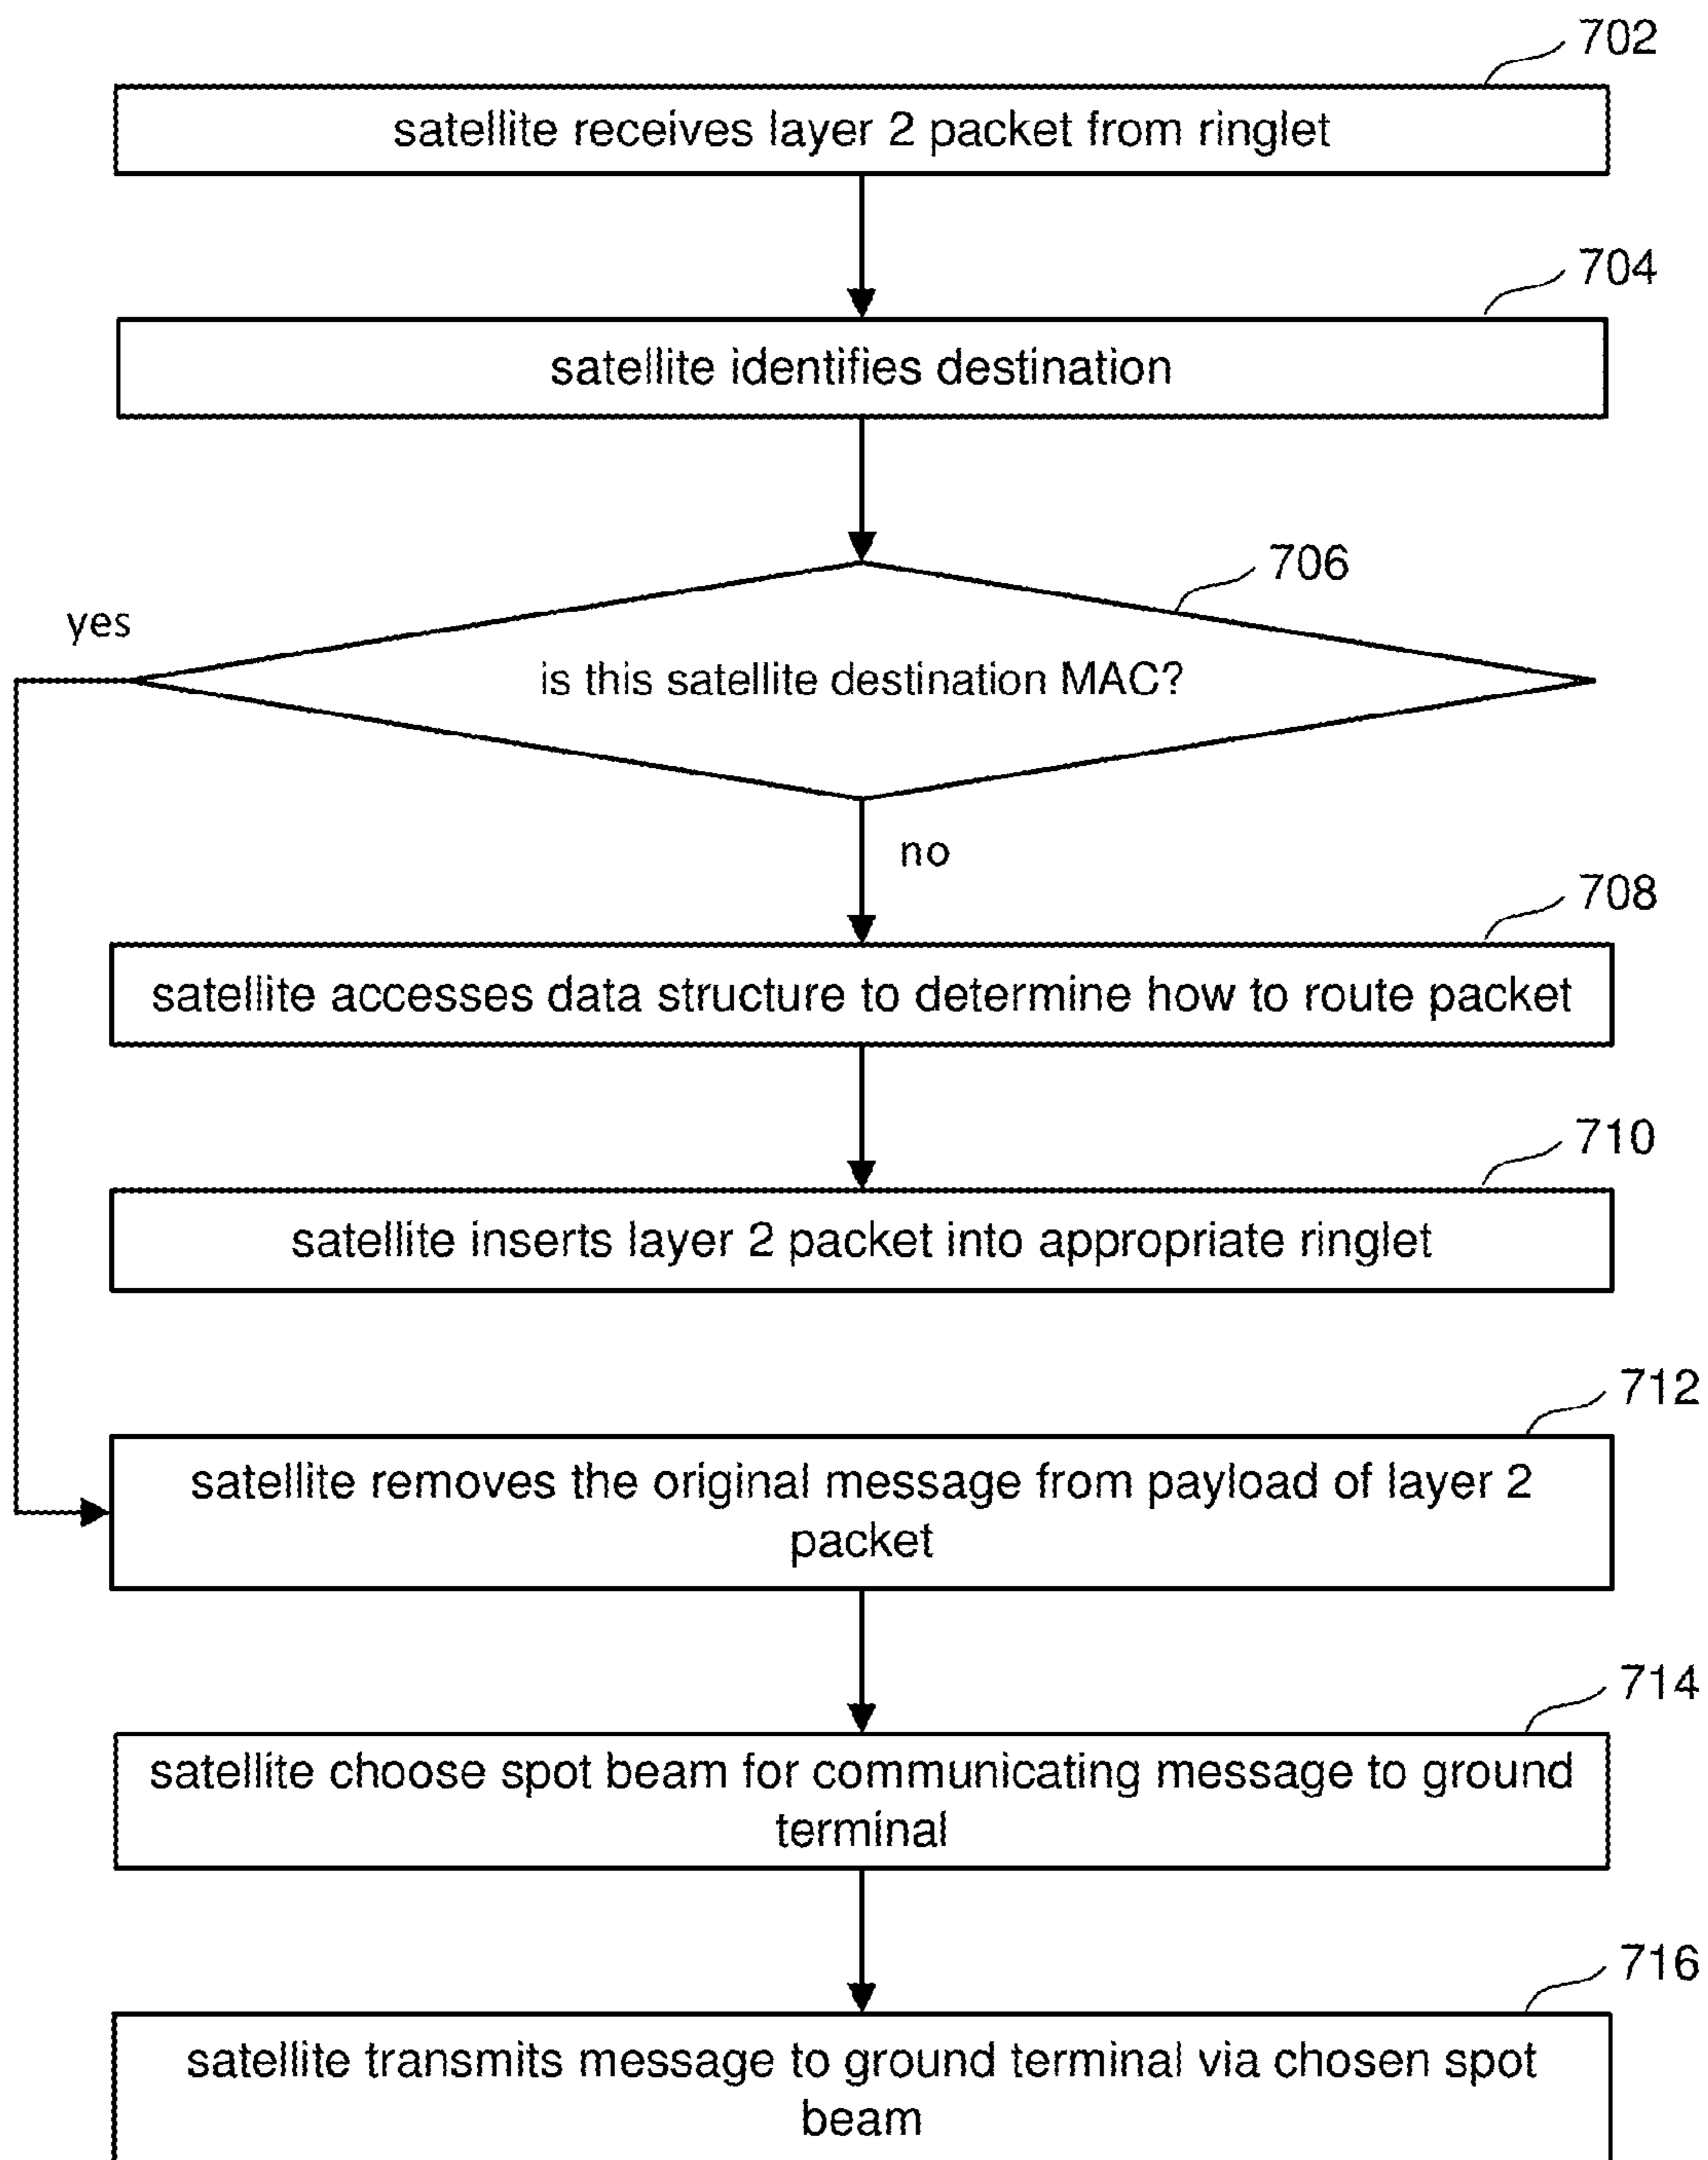 702
satellite receives layer 2 packet from ringlet
704
satellite identifies destination
706
yes
is this satellite destination MAC?
no
708
satellite accesses data structure to determine how to route packet
710
satellite inserts layer 2 packet into appropriate ringlet
712
satellite removes the original message from payload of layer 2
packet
714
satellite choose spot beam for communicating message to ground
terminal
716
satellite transmits message to ground terminal via chosen spot
beam